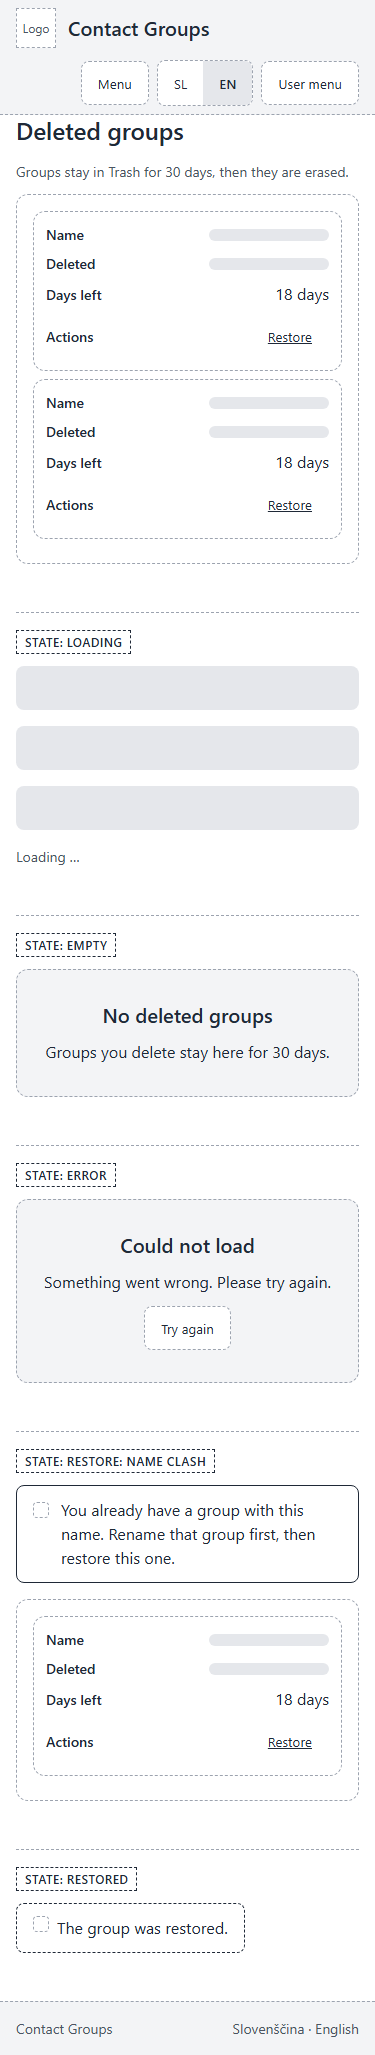 Logo
Contact Groups
Menu
SL
EN
User menu
Deleted groups
Groups stay in Trash for 30 days, then they are erased.
Name
Deleted
Days left 18 days
Actions Restore
Name
Deleted
Days left 18 days
Actions Restore
STATE: LOADING
Loading ...
STATE: EMPTY
No deleted groups
Groups you delete stay here for 30 days.
STATE: ERROR
Could not load
Something went wrong. Please try again.
Try again
STATE: RESTORE: NAME CLASH
You already have a group with this
name. Rename that group first, then
restore this one.
Name
Deleted
Days left 18 days
Actions Restore
STATE: RESTORED
The group was restored.
Contact Groups Slovenščina · English